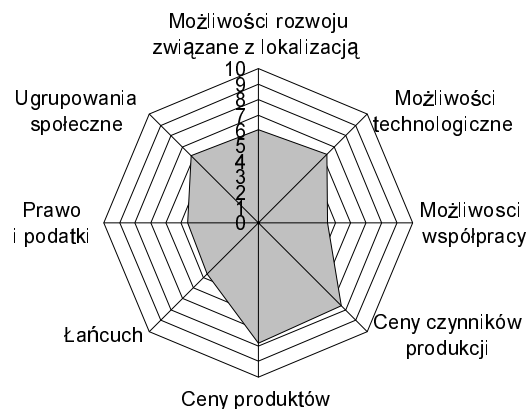 Możliwości rozwoju
związane z lokalizacją
10
9
8
7
6
5
4
3
2
1
0
Możliwości
technologiczne
Możliwosci
współpracy
Ceny czynników
produkcji
Ceny produktów
Łańcuch
Prawo
i podatki
Ugrupowania
społeczne